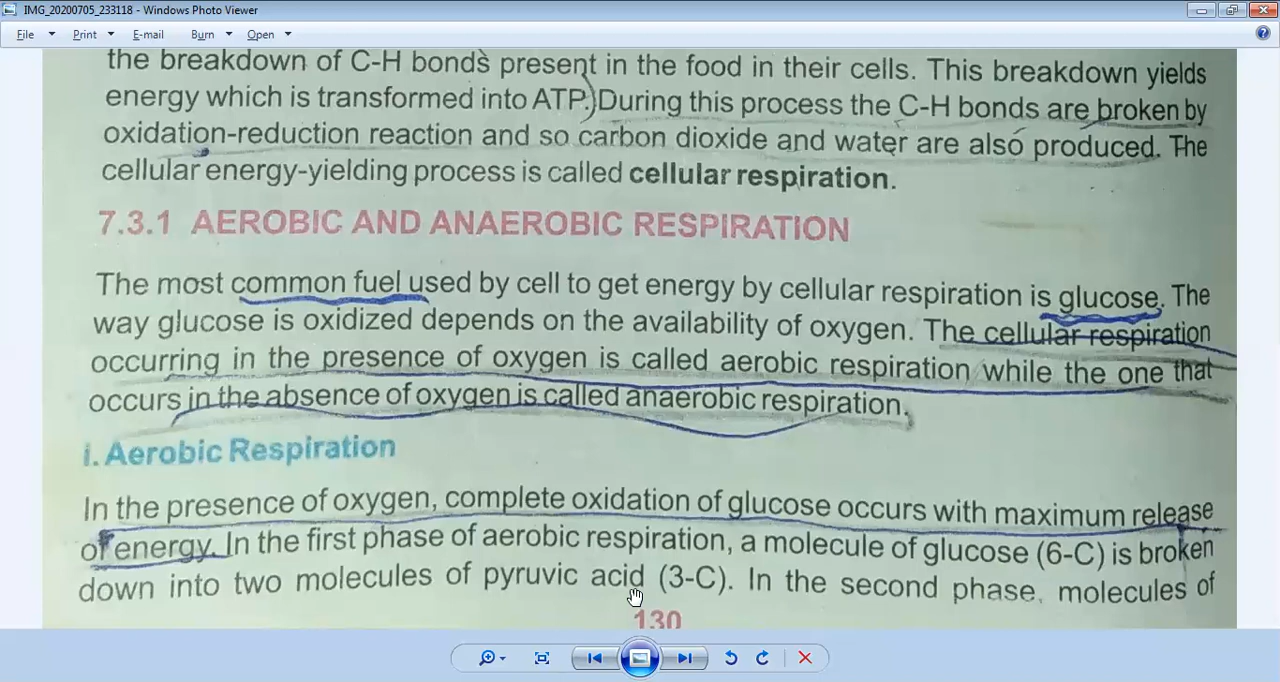 IMG_20200705_233118 - Windows Photo Viewer
File Print E-mail Burn Open
the breakdown of C-H bonds present in the food in their cells. This breakdown yields
energy which is transformed into ATP.) During this process the C-H bonds are broken by
oxidation-reduction reaction and so carbon dioxide and water are also produced. The
cellular energy-yielding process is called cellular respiration.
7.3.1 AEROBIC AND ANAEROBIC RESPIRATION
The most common fuel used by cell to get energy by cellular respiration is glucose. The
way glucose is oxidized depends on the availability of oxygen. The cellular respiration
occurring in the presence of oxygen is called aerobic respiration while the one that
occurs in the absence of oxygen is called anaerobic respiration.
i. Aerobic Respiration
In the presence of oxygen, complete oxidation of glucose occurs with maximum release
of energy. In the first phase of aerobic respiration, a molecule of glucose (6-C) is broken
down into two molecules of pyruvic acid (3-C). In the second phase, molecules of
130